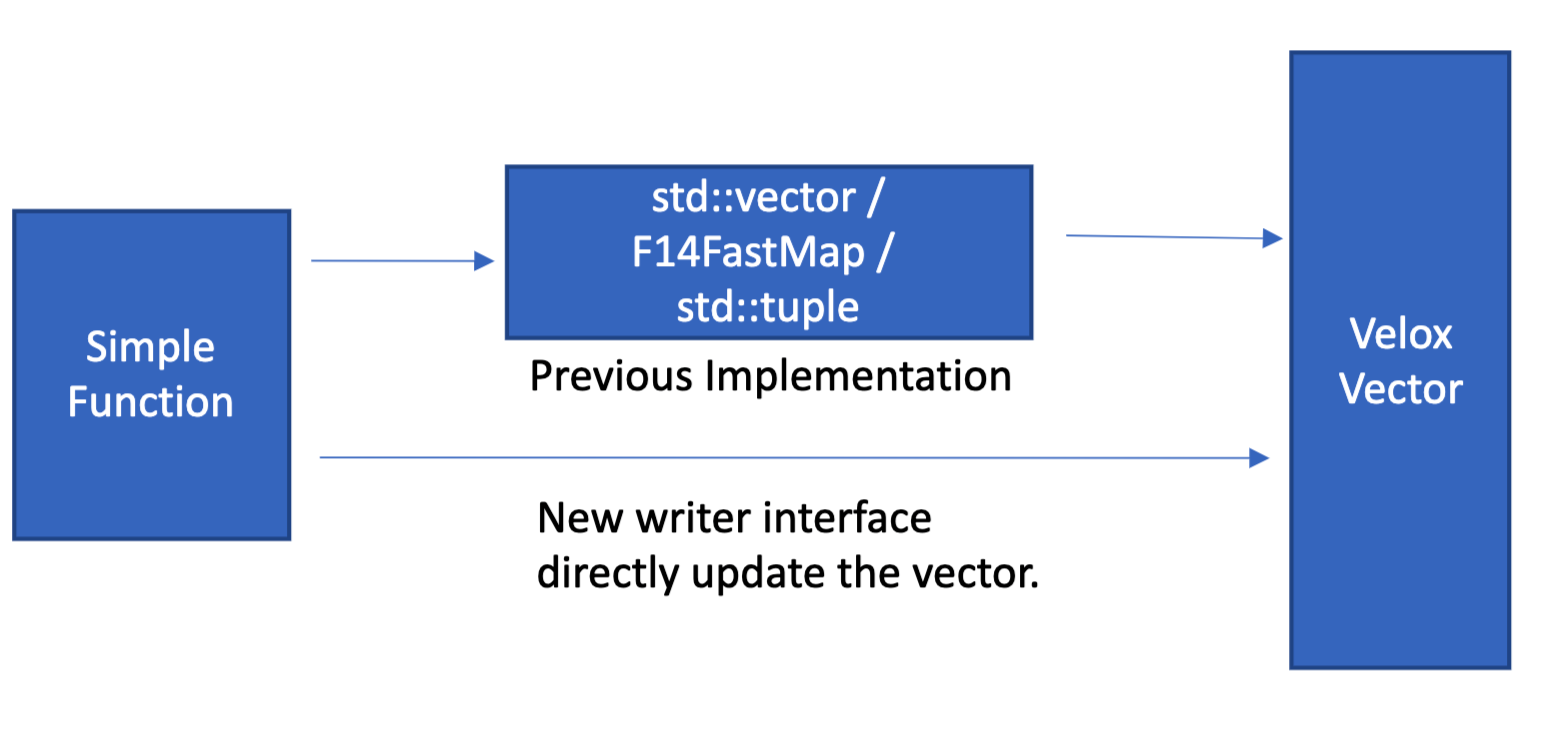 Simple
Function
std::vector /
F14FastMap /
std::tuple
Previous Implementation
New writer interface
directly update the vector.
Velox
Vector